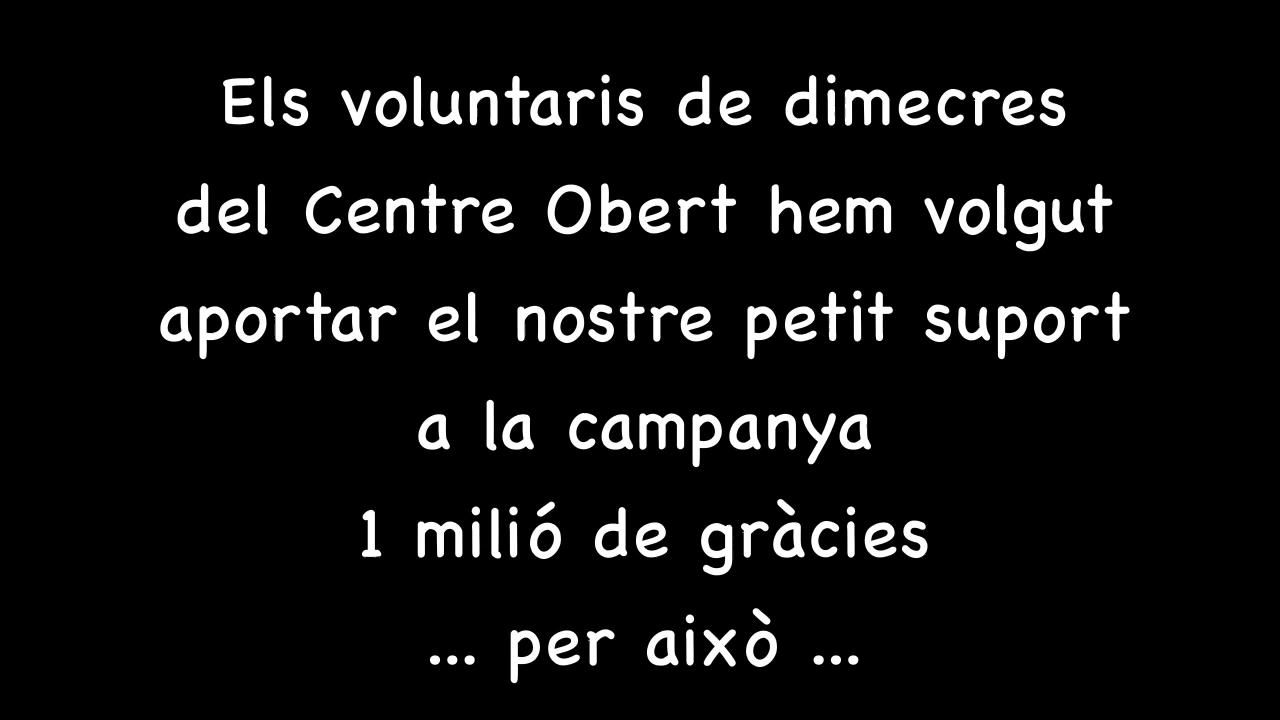 Els voluntaris de dimecres
del Centre Obert hem volgut
aportar el nostre petit suport
a la campanya
1 milió de gràcies
... per això ...